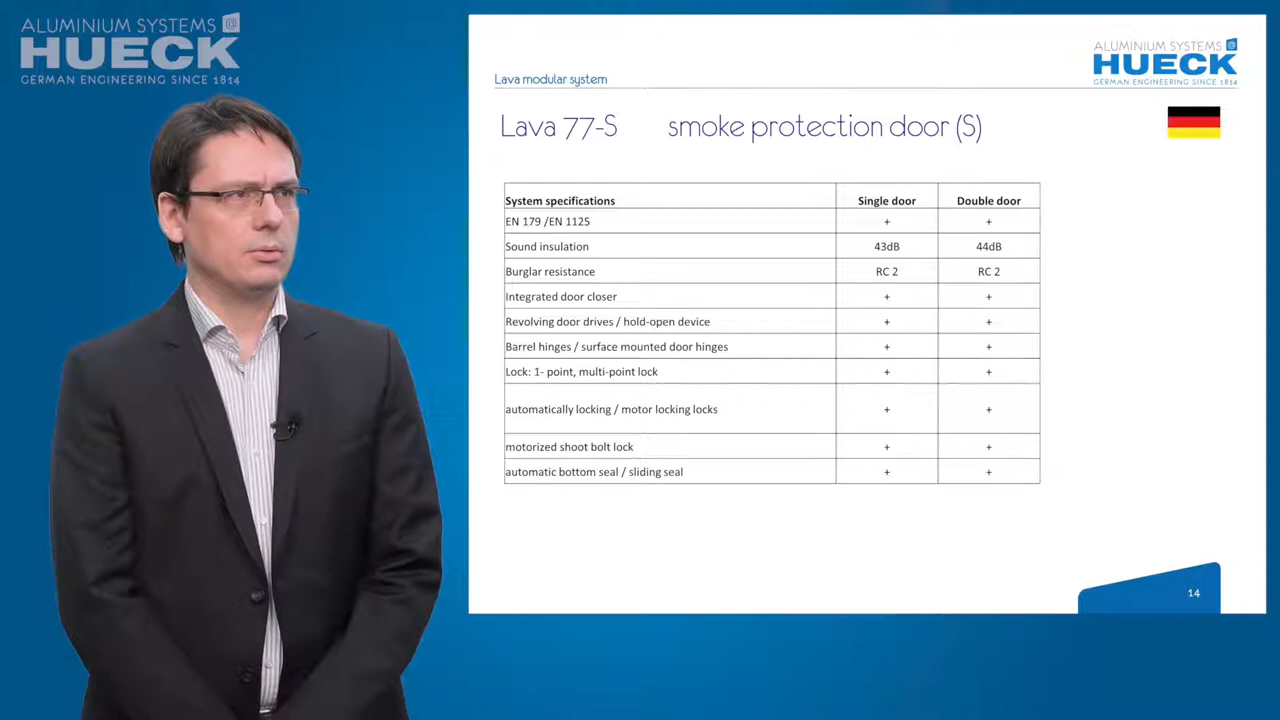 ALUMINIUM SYSTEMS @
HUECK
GERMAN ENGINEERING SINCE 1814
Lava modular system
ALUMINIUM SYSTEMS @
HUECK
GERMAN ENGINEERING SINCE 1814
Lava 77-S smoke protection door (S)
System specifications Single door Double door
EN 179 /EN 1125 + +
Sound insulation 43dB 44dB
Burglar resistance RC 2 RC 2
Integrated door closer + +
Revolving door drives / hold-open device + +
Barrel hinges / surface mounted door hinges + +
Lock: 1- point, multi-point lock + +
automatically locking / motor locking locks + +
motorized shoot bolt lock + +
automatic bottom seal / sliding seal + +
14